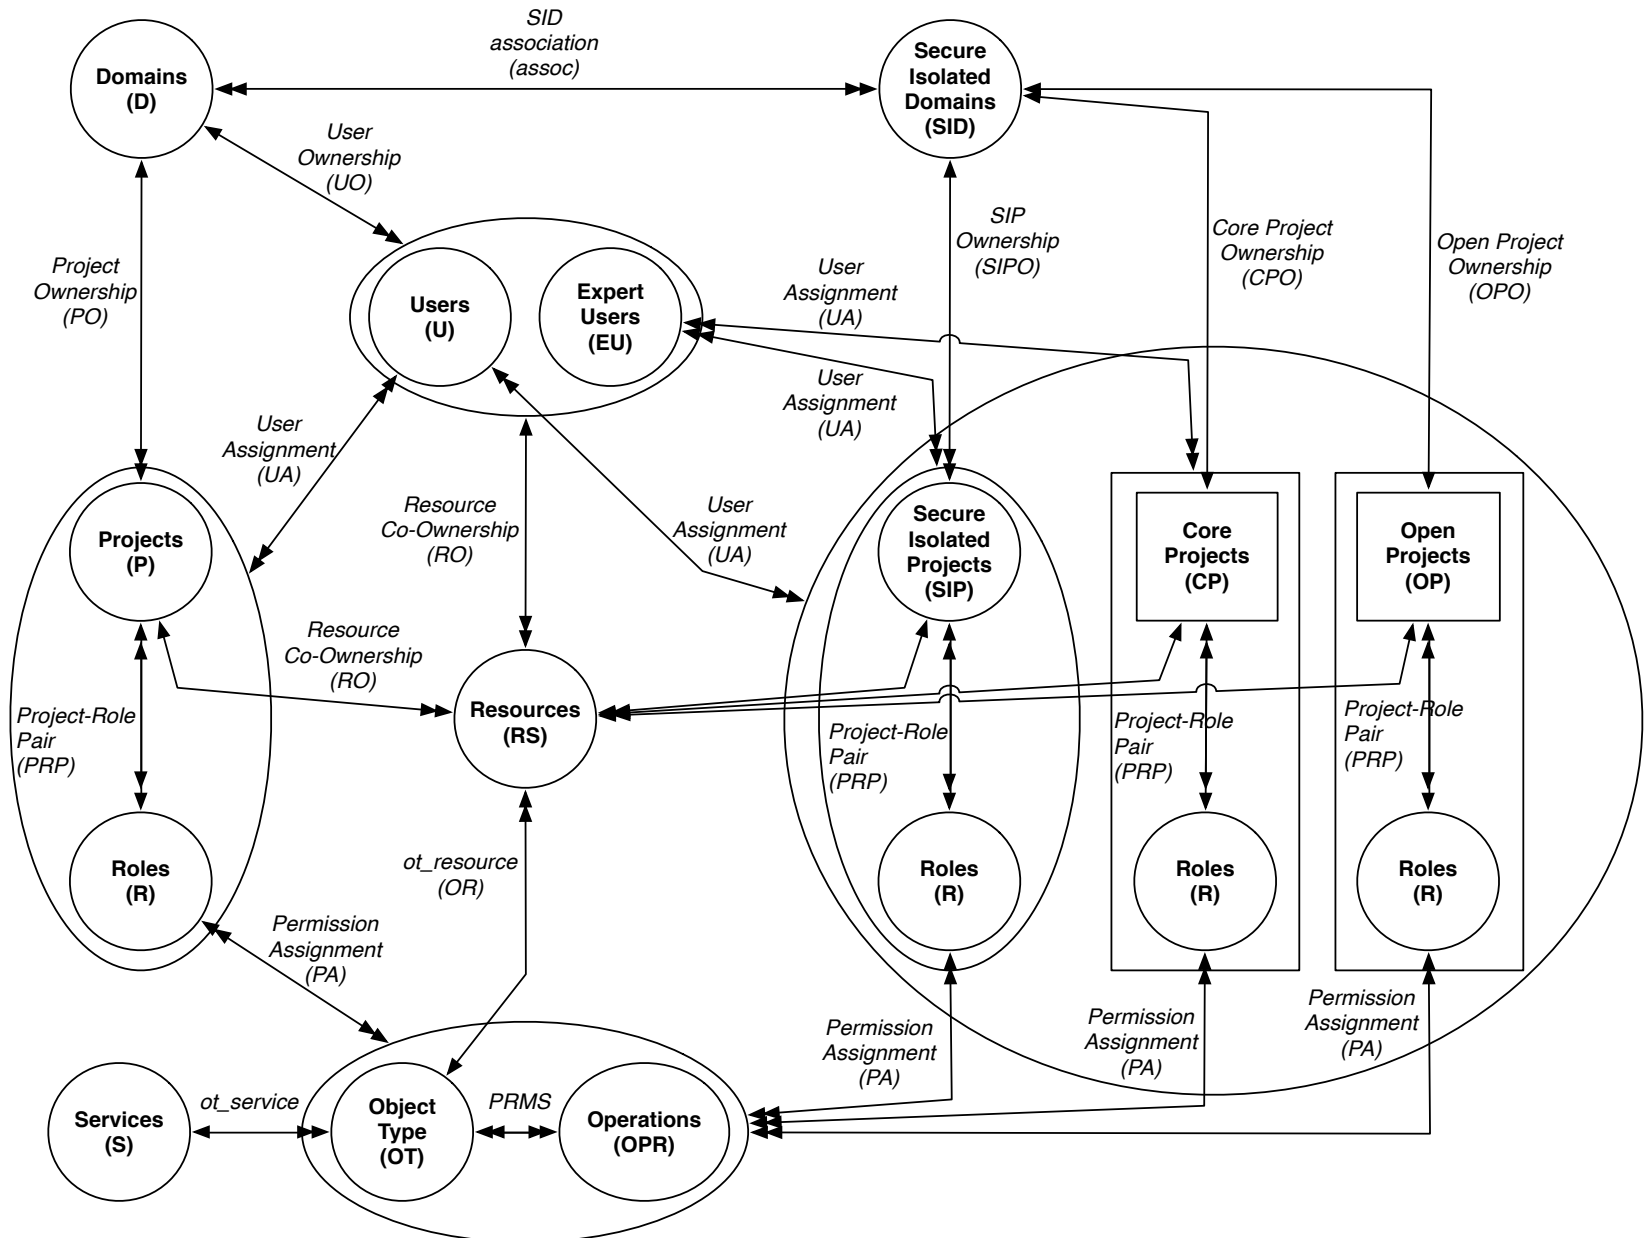 SID
association
(assoc)
Domains
(D)
Secure
Isolated
Domains
(SID)
User
Ownership
(UO)
Project
Ownership
(PO)
SIP
Ownership
(SIPO)
Core Project
Ownership
(CPO)
Open Project
Ownership
(OPO)
Users
(U)
Expert
Users
(EU)
User
Assignment
(UA)
User
Assignment
(UA)
User
Assignment
(UA)
Resource
Co-Ownership
(RO)
User
Assignment
(UA)
Projects
(P)
Secure
Isolated
Projects
(SIP)
Core
Projects
(CP)
Open
Projects
(OP)
Resource
Co-Ownership
(RO)
Resources
(RS)
Project-Role
Pair
(PRP)
Project-Role
Pair
(PRP)
Project-Role
Pair
(PRP)
Project-Role
Pair
(PRP)
Roles
(R)
ot_resource
(OR)
Roles
(R)
Roles
(R)
Roles
(R)
Permission
Assignment
(PA)
Permission
Assignment
(PA)
Permission
Assignment
(PA)
Permission
Assignment
(PA)
Services
(S)
ot_service
Object
Type
(OT)
PRMS
Operations
(OPR)